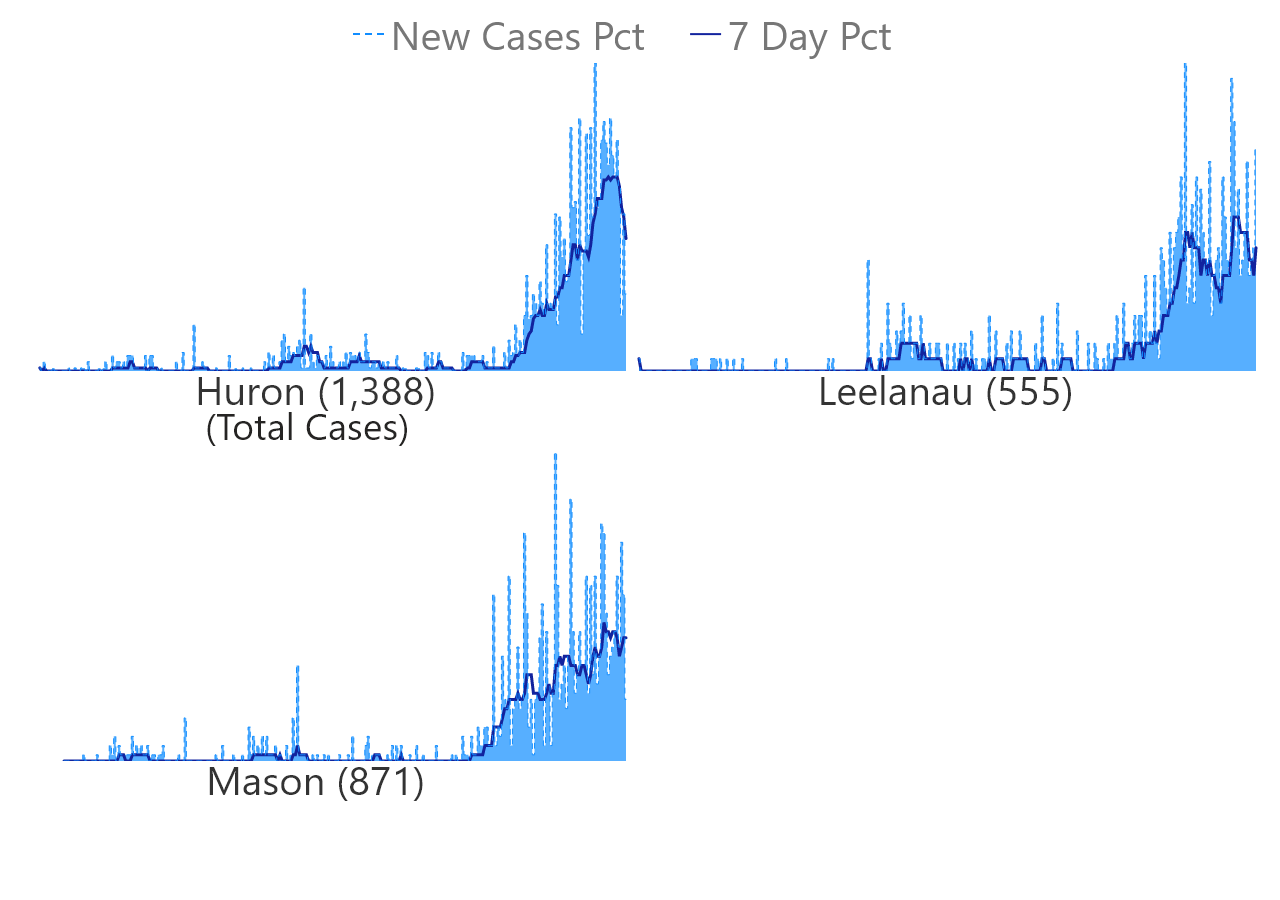 New Cases Pct 7 Day Pct
Huron (1,388)
(Total Cases)
Leelanau (555)
Mason (871)